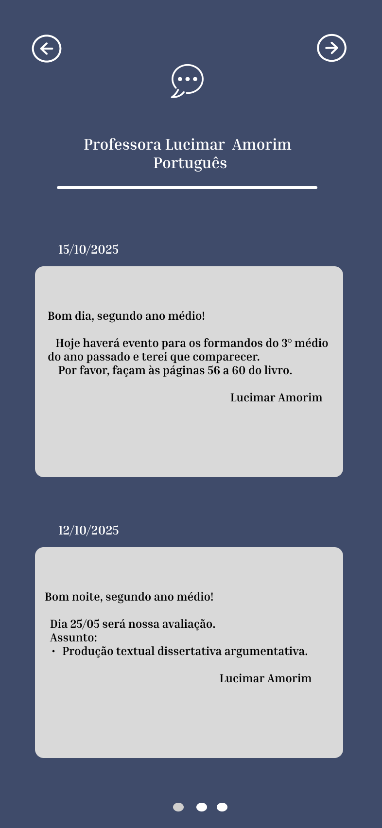 Professora Lucimar Amorim
Português
15/10/2025
Bom dia, segundo ano médio!
Hoje haverá evento para os formandos do 3º médio
do ano passado e terei que comparecer.
Por favor, façam às páginas 56 a 60 do livro.
Lucimar Amorim
12/10/2025
Bom noite, segundo ano médio!
Dia 25/05 será nossa avaliação.
Assunto:
• Produção textual dissertativa argumentativa.
Lucimar Amorim